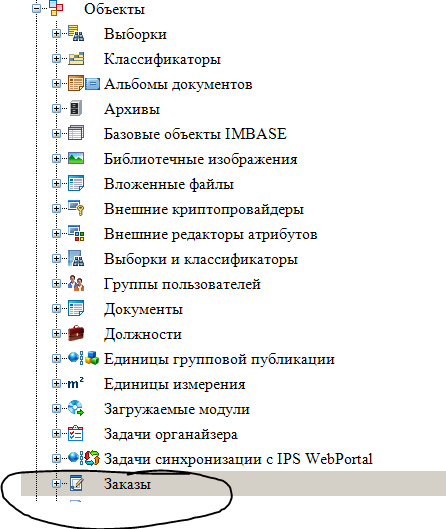 Объекты
Выборки
Классификаторы
Альбомы документов
Архивы
Базовые объекты IMBASE
Библиотечные изображения
Вложенные файлы
Внешние криптопровайдеры
Внешние редакторы атрибутов
Выборки и классификаторы
Группы пользователей
Документы
Должности
Единицы групповой публикации
m² Единицы измерения
Загружаемые модули
Задачи органайзера
Задачи синхронизации с IPS WebPortal
Заказы